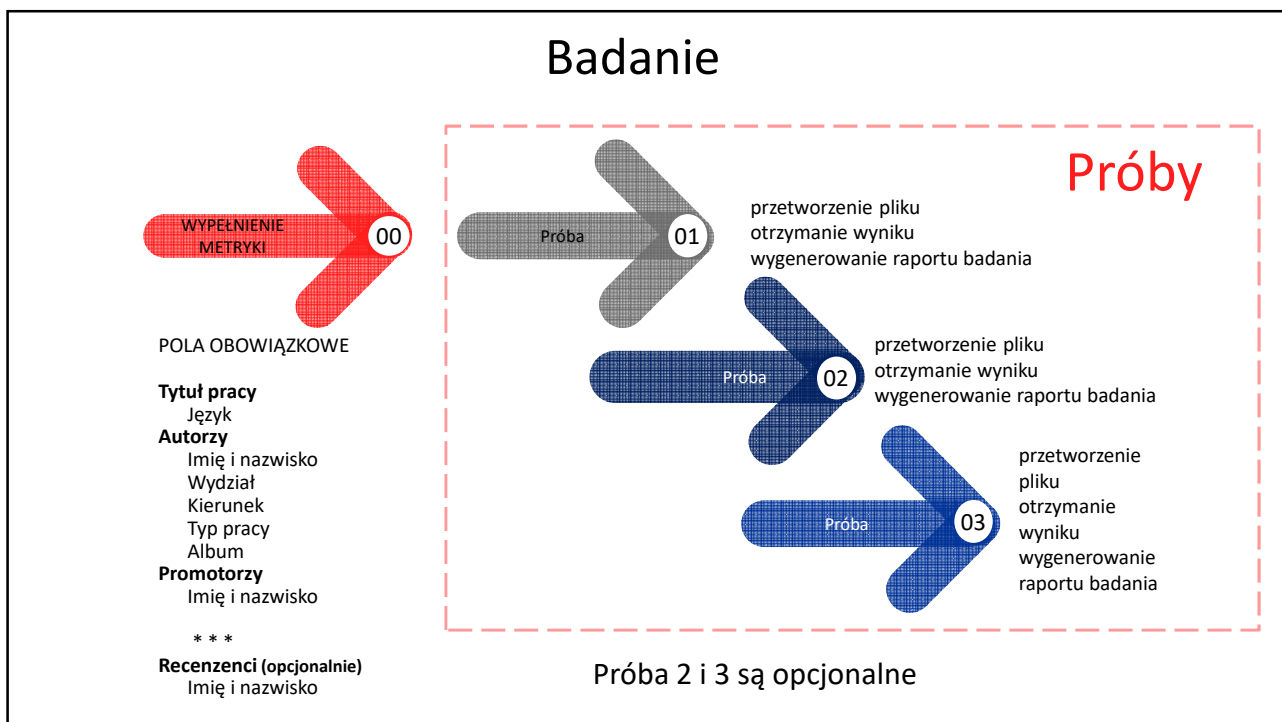 Badanie
Próby
WYPEŁNIENIE
METRYKI
00
Próba
01
przetworzenie pliku
otrzymanie wyniku
wygenerowanie raportu badania
Próba
02
przetworzenie pliku
otrzymanie wyniku
wygenerowanie raportu badania
Próba
03
przetworzenie
pliku
otrzymanie
wyniku
wygenerowanie
raportu badania
POLA OBOWIĄZKOWE
Tytuł pracy
Język
Autorzy
Imię i nazwisko
Wydział
Kierunek
Typ pracy
Album
Promotorzy
Imię i nazwisko
* * *
Recenzenci (opcjonalnie)
Imię i nazwisko
Próba 2 i 3 są opcjonalne